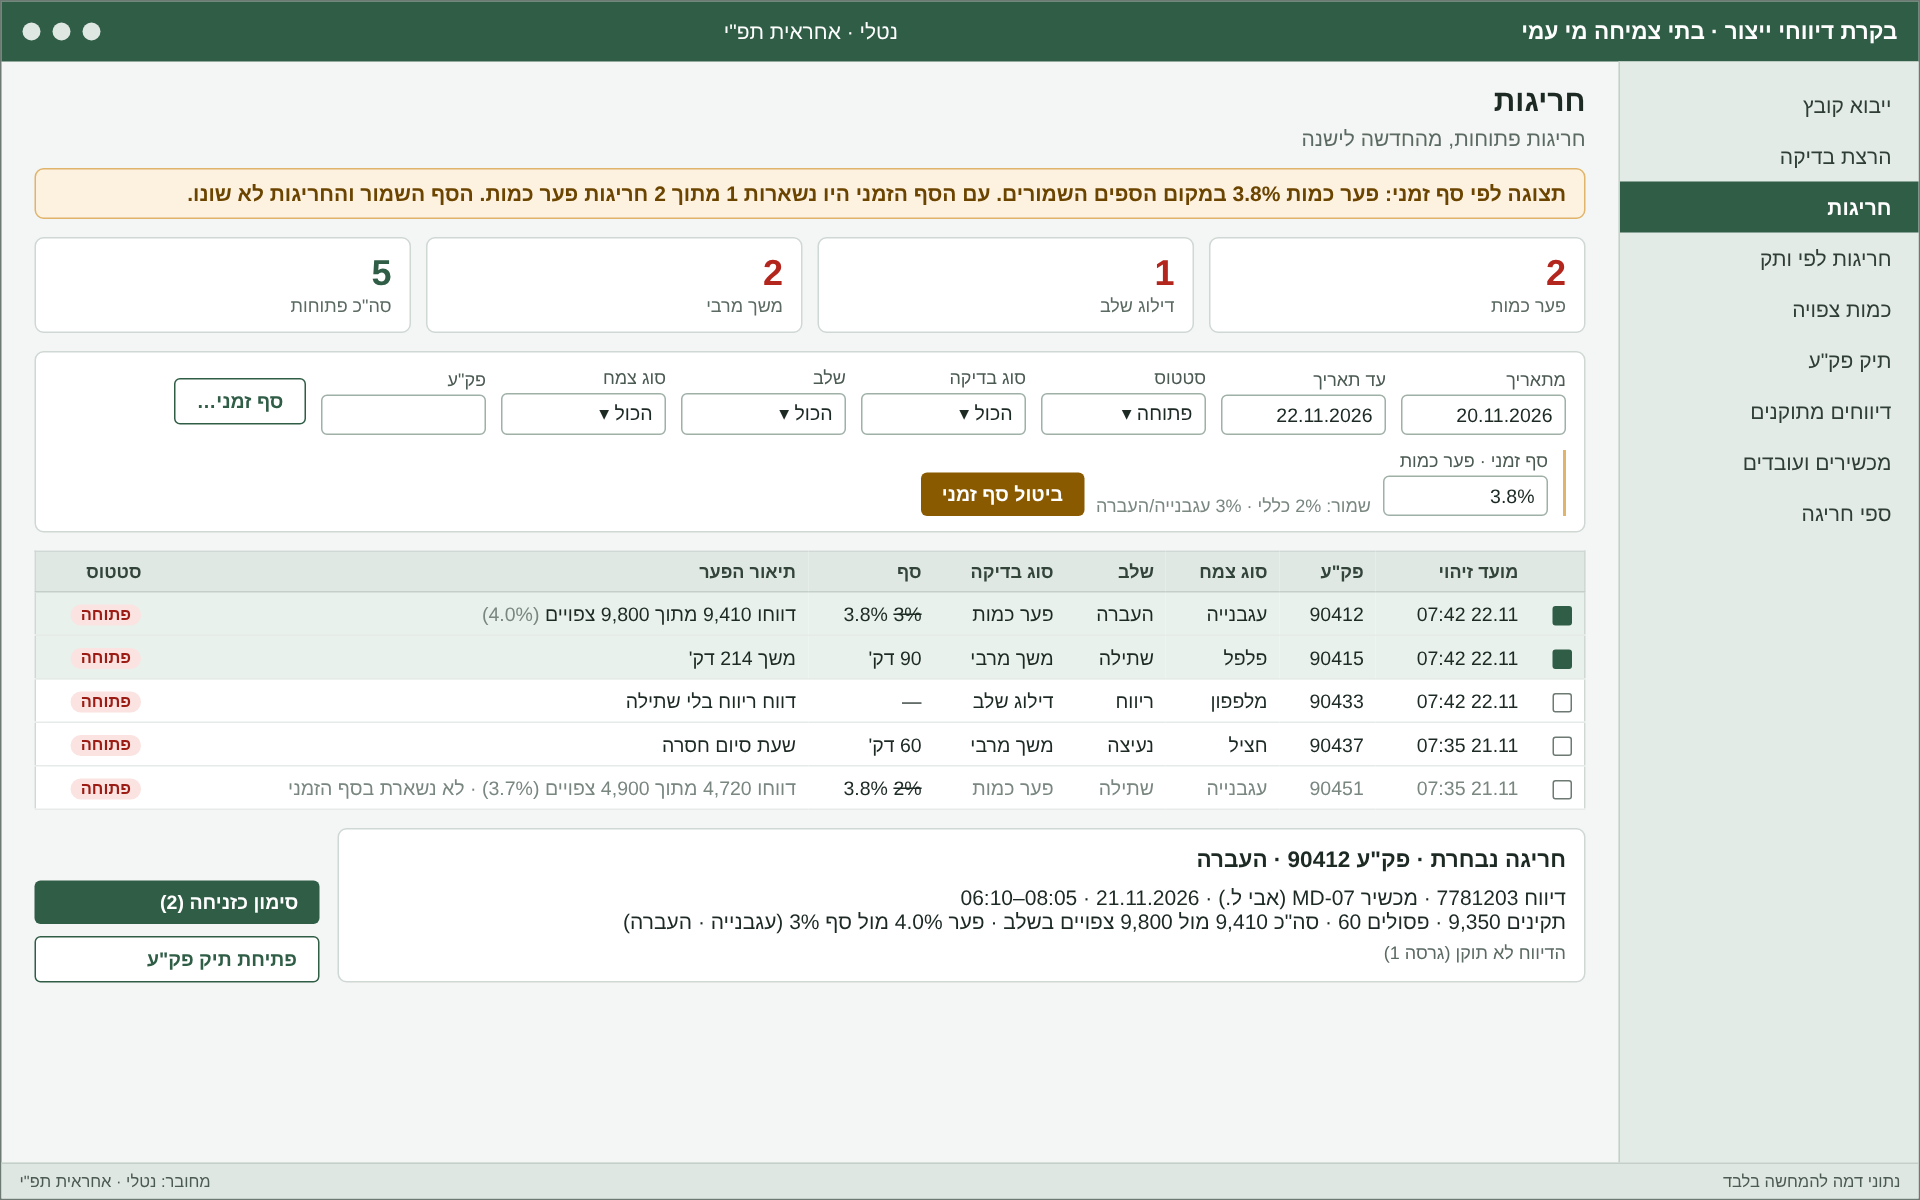 בקרת דיווחי ייצור · בתי צמיחה מי עמי
נטלי · אחראית תפ"י
ייבוא קובץ
הרצת בדיקה
חריגות
חריגות לפי ותק
כמות צפויה
תיק פק"ע
דיווחים מתוקנים
מכשירים ועובדים
ספי חריגה
חריגות
חריגות פתוחות, מהחדשה לישנה
תצוגה לפי סף זמני: פער כמות 3.8% במקום הספים השמורים. עם הסף הזמני היו נשארות 1 מתוך 2 חריגות פער כמות. הסף השמור והחריגות לא שונו.
2
פער כמות
1
דילוג שלב
2
משך מרבי
5
סה"כ פתוחות
מתאריך
20.11.2026
עד תאריך
22.11.2026
סטטוס
פתוחה ▾
סוג בדיקה
הכול ▾
שלב
הכול ▾
סוג צמח
הכול ▾
פק"ע
סף זמני...
סף זמני · פער כמות
3.8%
שמור: 2% כללי · 3% עגבנייה/העברה
ביטול סף זמני
מועד זיהוי פק"ע סוג צמח שלב סוג בדיקה סף תיאור הפער סטטוס
22.11 07:42 90412 עגבנייה העברה פער כמות 3% 3.8% דווחו 9,410 מתוך 9,800 צפויים (4.0%) פתוחה
22.11 07:42 90415 פלפל שתילה משך מרבי 90 דק' משך 214 דק' פתוחה
22.11 07:42 90433 מלפפון ריווח דילוג שלב — דווח ריווח בלי שתילה פתוחה
21.11 07:35 90437 חציל נעיצה משך מרבי 60 דק' שעת סיום חסרה פתוחה
21.11 07:35 90451 עגבנייה שתילה פער כמות 2% 3.8% דווחו 4,720 מתוך 4,900 צפויים (3.7%) · לא נשארת בסף הזמני פתוחה
חריגה נבחרת · פק"ע 90412 · העברה
דיווח 7781203 · מכשיר MD-07 (אבי ל.) · 21.11.2026 · 06:10–08:05
תקינים 9,350 · פסולים 60 · סה"כ 9,410 מול 9,800 צפויים בשלב · פער 4.0% מול סף 3% (עגבנייה · העברה)
הדיווח לא תוקן (גרסה 1)
סימון כזניחה (2)
פתיחת תיק פק"ע
נתוני דמה להמחשה בלבד
מחובר: נטלי · אחראית תפ"י